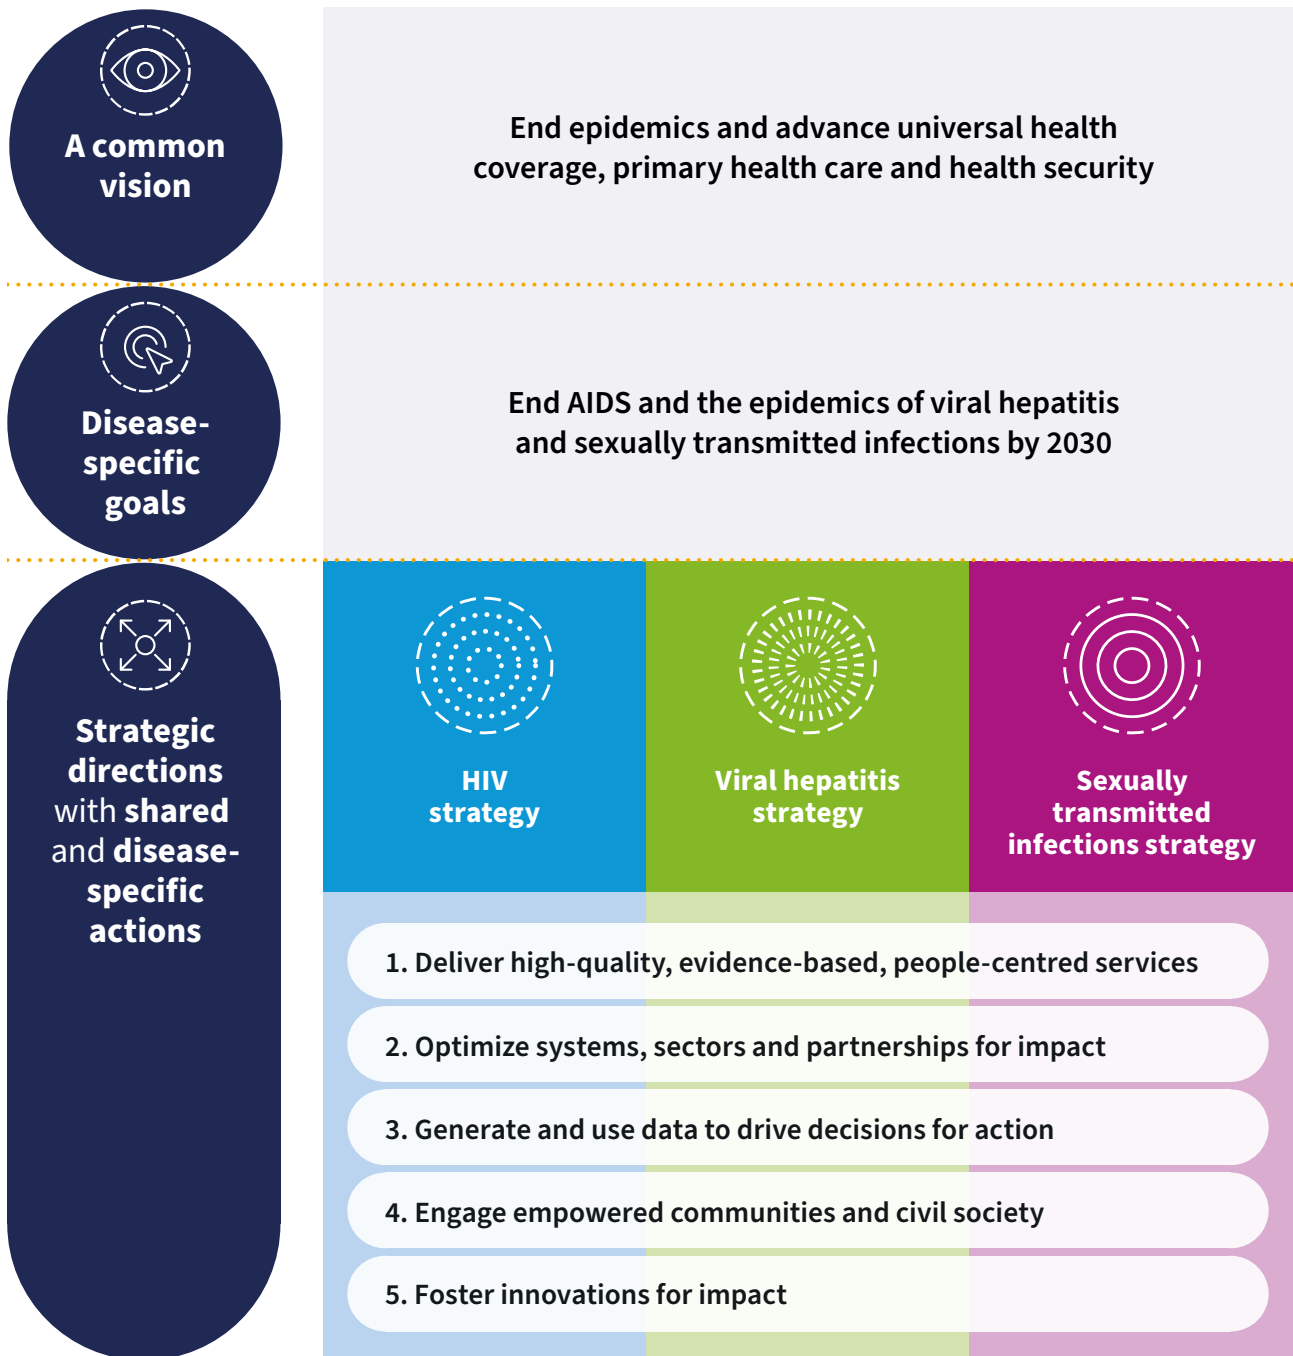 A common
vision
End epidemics and advance universal health
coverage, primary health care and health security
Disease-
specific
goals
End AIDS and the epidemics of viral hepatitis
and sexually transmitted infections by 2030
Strategic
directions
with shared
and disease-
specific
actions
HIV
strategy
Viral hepatitis
strategy
Sexually
transmitted
infections strategy
1. Deliver high-quality, evidence-based, people-centred services
2. Optimize systems, sectors and partnerships for impact
3. Generate and use data to drive decisions for action
4. Engage empowered communities and civil society
5. Foster innovations for impact